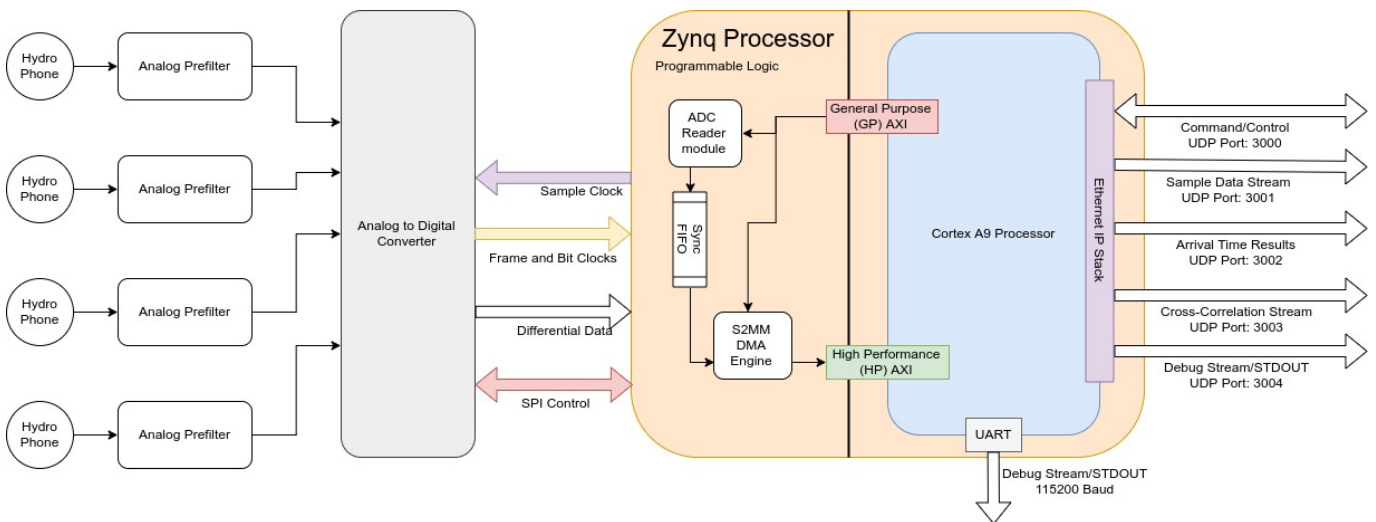 Hydro
Phone
Analog Prefilter
Hydro
Phone
Analog Prefilter
Hydro
Phone
Analog Prefilter
Hydro
Phone
Analog Prefilter
Analog to Digital
Converter
Sample Clock
Frame and Bit Clocks
Differential Data
SPI Control
Zynq Processor
Programmable Logic
ADC
Reader
module
Sync
FIFO
S2MM
DMA
Engine
General Purpose
(GP) AXI
High Performance
(HP) AXI
Cortex A9 Processor
Ethernet IP Stack
UART
Debug Stream/STDOUT
115200 Baud
Command/Control
UDP Port: 3000
Sample Data Stream
UDP Port: 3001
Arrival Time Results
UDP Port: 3002
Cross-Correlation Stream
UDP Port: 3003
Debug Stream/STDOUT
UDP Port: 3004